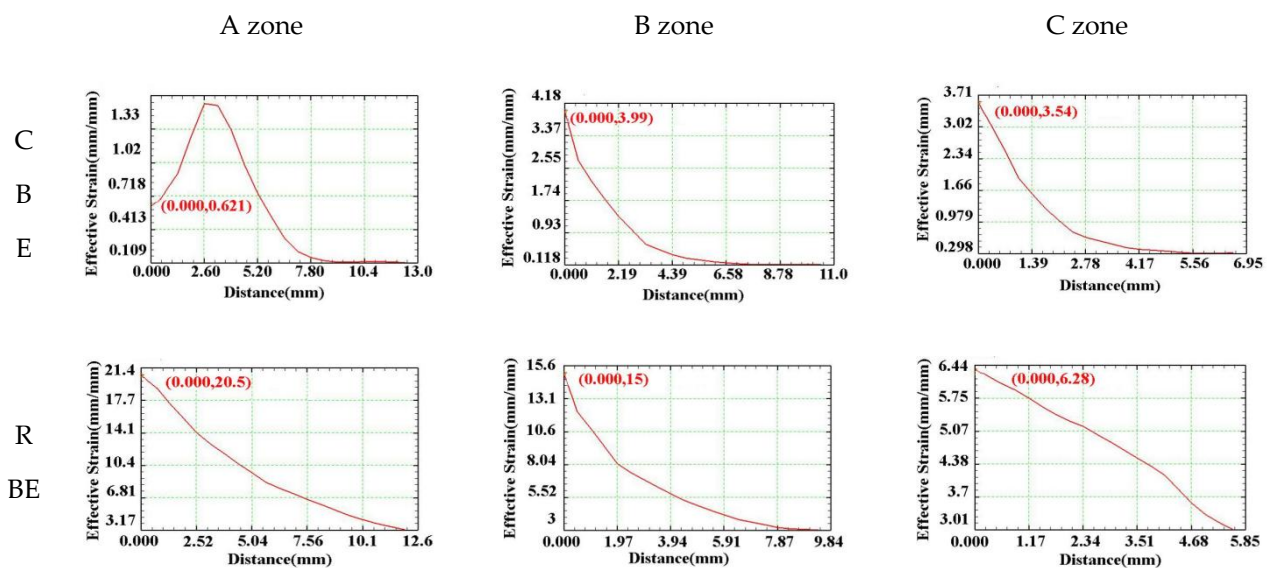 A zone B zone C zone
C
B
E
Effective Strain(mm/mm)
1.33
1.02
0.718
0.413
0.109
(0.000,0.621)
0.000 2.60 5.20 7.80 10.4 13.0
Distance(mm)
Effective Strain(mm/mm)
4.18
3.37
2.55
1.74
0.93
0.118
(0.000,3.99)
0.000 2.19 4.39 6.58 8.78 11.0
Distance(mm)
Effective Strain(mm/mm)
3.71
3.02
2.34
1.66
0.979
0.298
(0.000,3.54)
0.000 1.39 2.78 4.17 5.56 6.95
Distance(mm)
R
BE
Effective Strain(mm/mm)
21.4
17.7
14.1
10.4
6.81
3.17
(0.000,20.5)
0.000 2.52 5.04 7.56 10.1 12.6
Distance(mm)
Effective Strain(mm/mm)
15.6
13.1
10.6
8.04
5.52
3
(0.000,15)
0.000 1.97 3.94 5.91 7.87 9.84
Distance(mm)
Effective Strain(mm/mm)
6.44
5.75
5.07
4.38
3.7
3.01
(0.000,6.28)
0.000 1.17 2.34 3.51 4.68 5.85
Distance(mm)